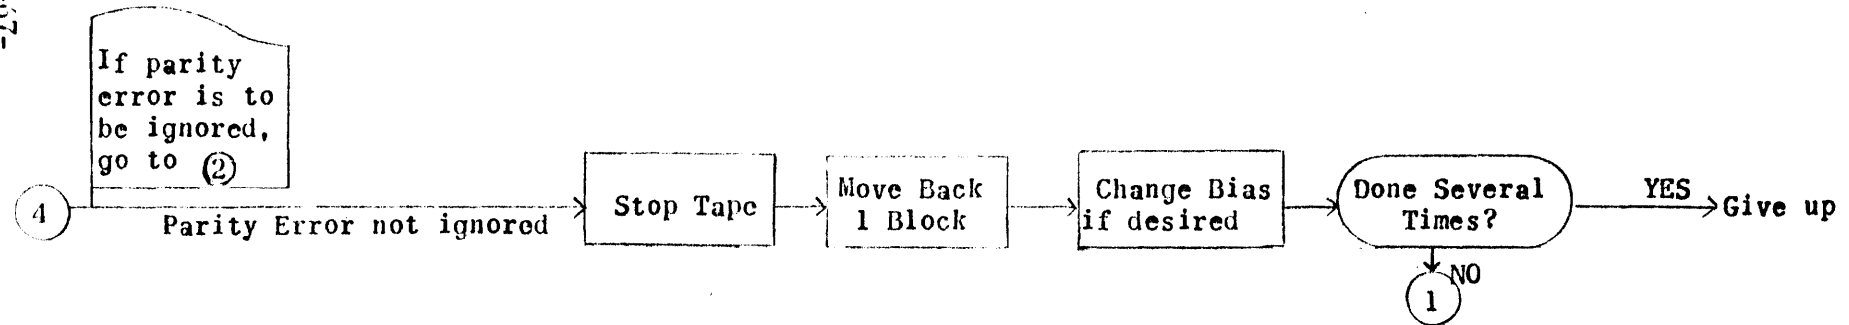 If parity
error is to
be ignored,
go to 2
4
Parity Error not ignored
Stop Tape
Move Back
1 Block
Change Bias
if desired
Done Several
Times?
YES
Give up
NO
1